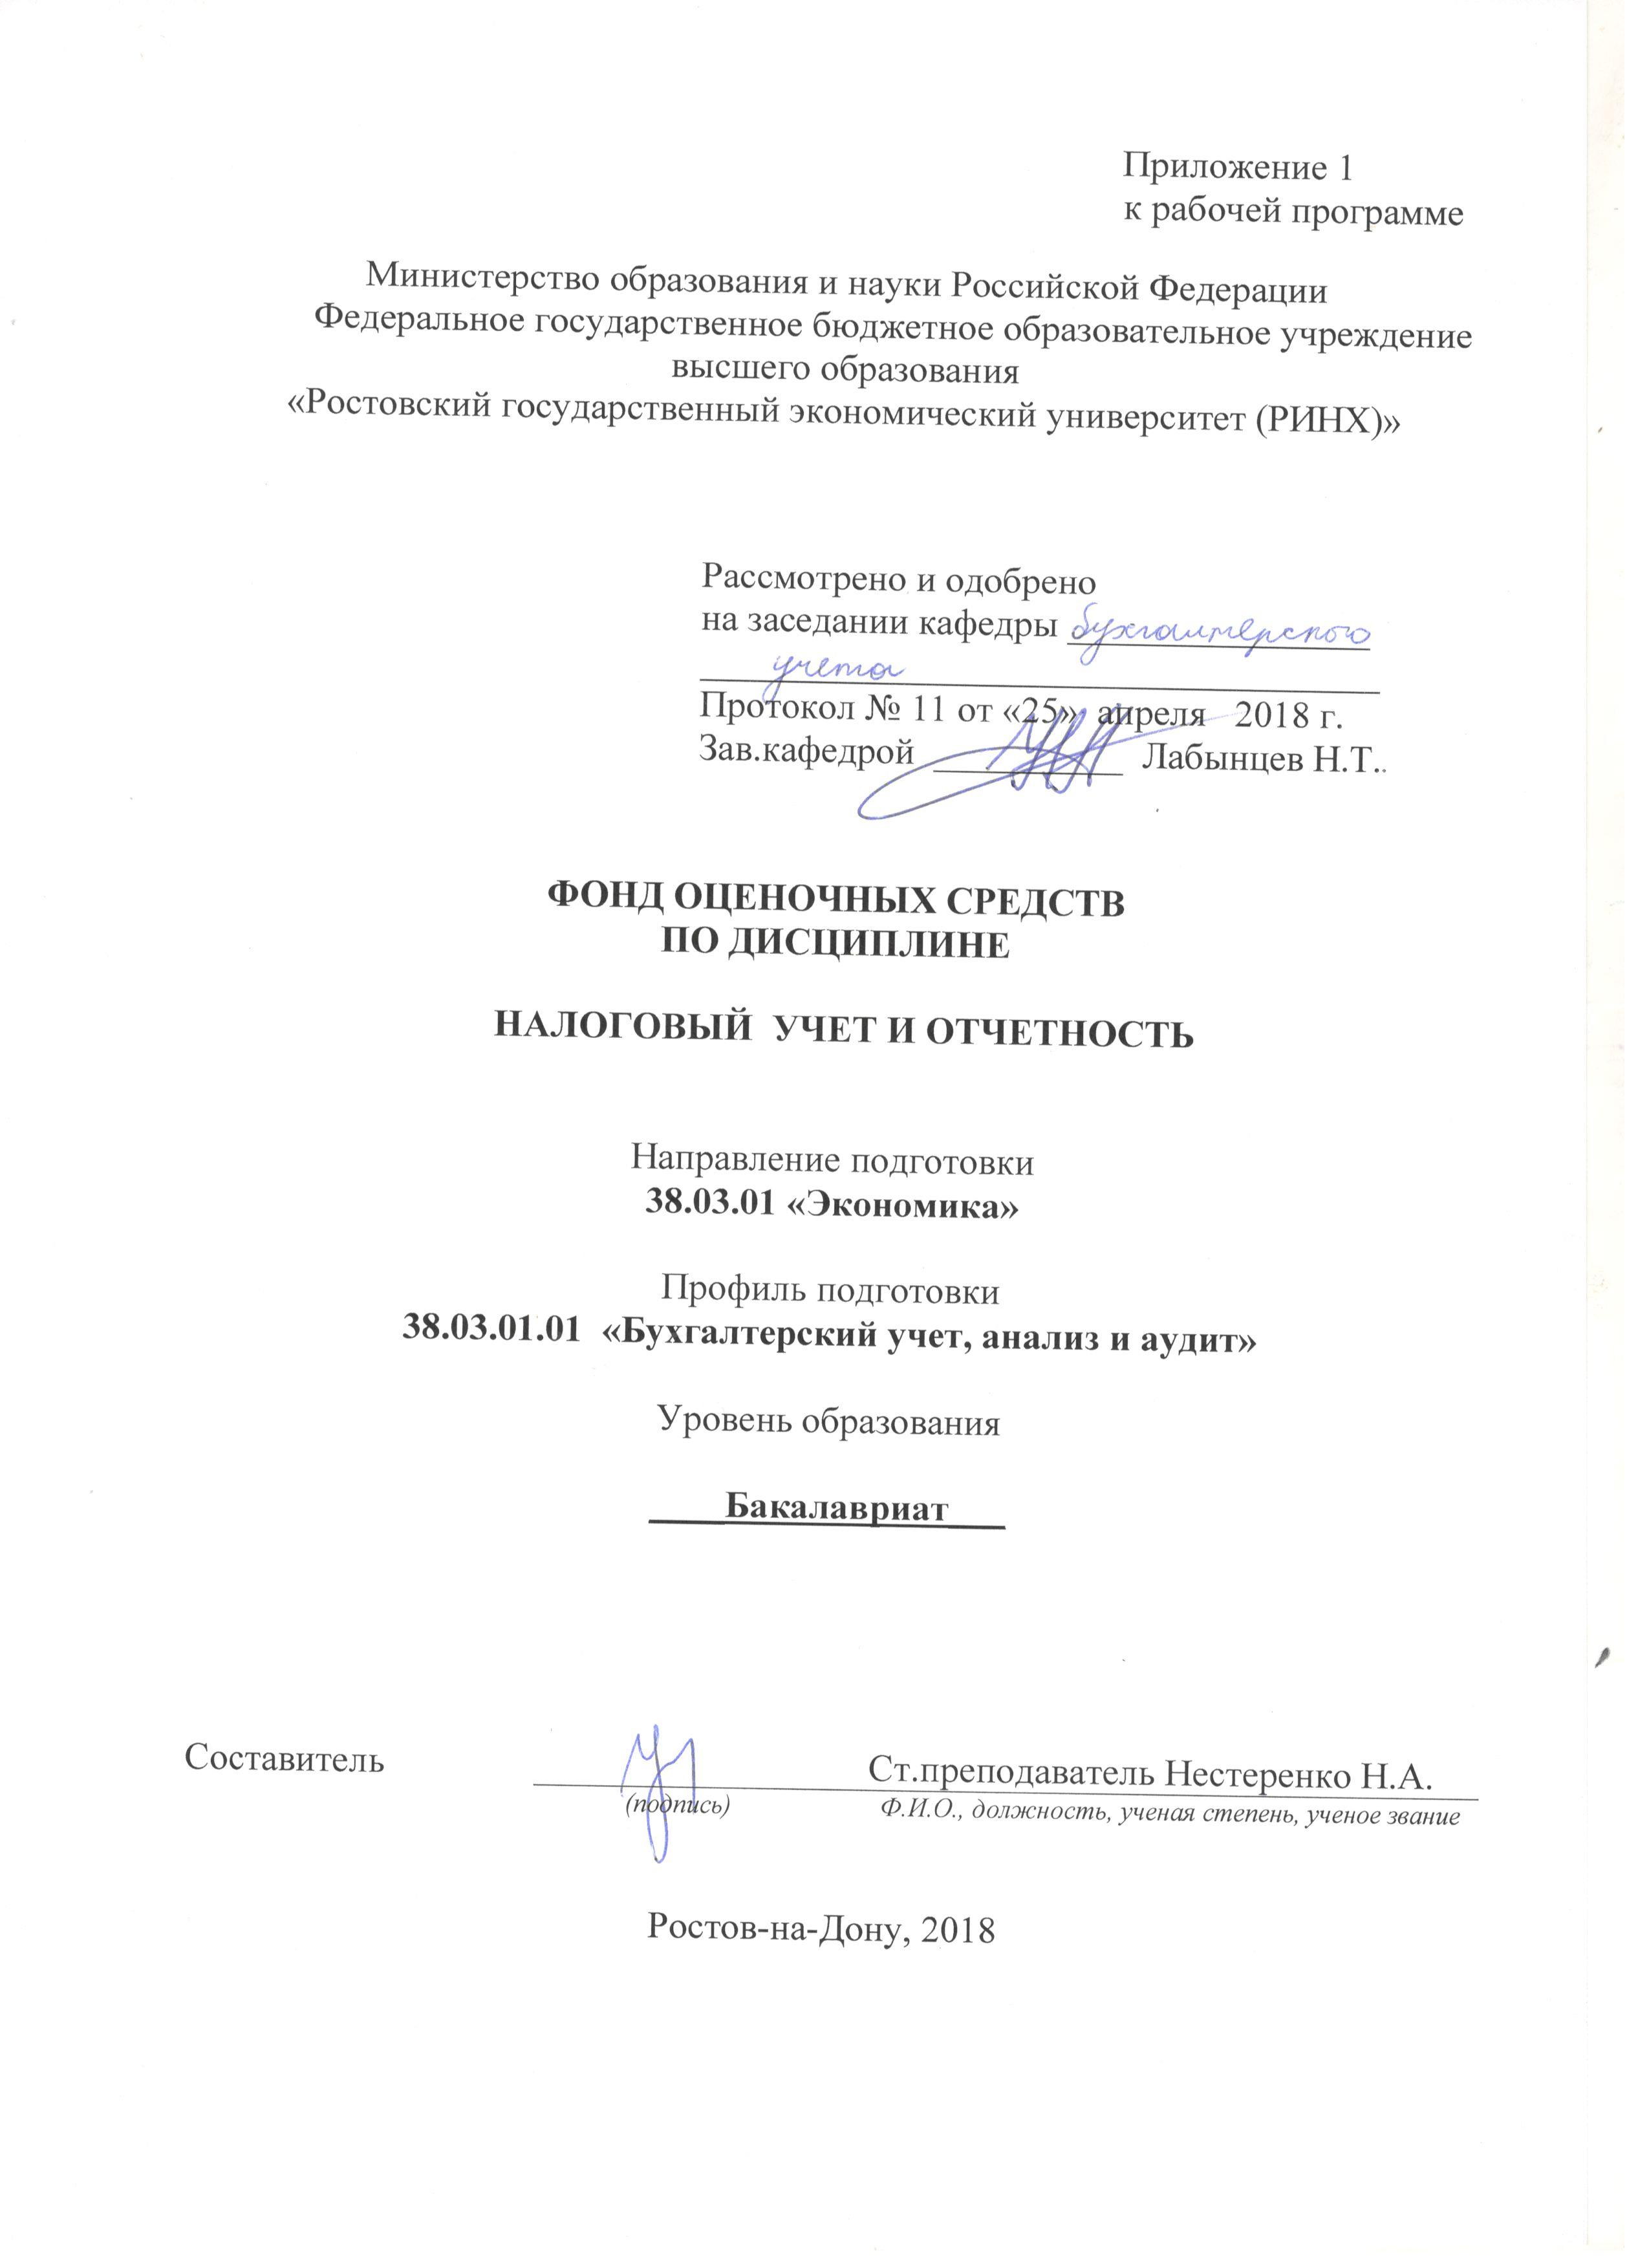 Приложение 1
к рабочей программе
Министерство образования и науки Российской Федерации
Федеральное государственное бюджетное образовательное учреждение
высшего образования
«Ростовский государственный экономический университет (РИНХ)»
Рассмотрено и одобрено
на заседании кафедры бухгалтерского
учета
Протокол № 11 от «25» апреля 2018 г.
Зав.кафедрой Лабынцев Н.Т..
ФОНД ОЦЕНОЧНЫХ СРЕДСТВ
ПО ДИСЦИПЛИНЕ
НАЛОГОВЫЙ УЧЕТ И ОТЧЕТНОСТЬ
Направление подготовки
38.03.01 «Экономика»
Профиль подготовки
38.03.01.01 «Бухгалтерский учет, анализ и аудит»
Уровень образования
Бакалавриат
Составитель Ст.преподаватель Нестеренко Н.А.
(подпись) Ф.И.О., должность, ученая степень, ученое звание
Ростов-на-Дону, 2018